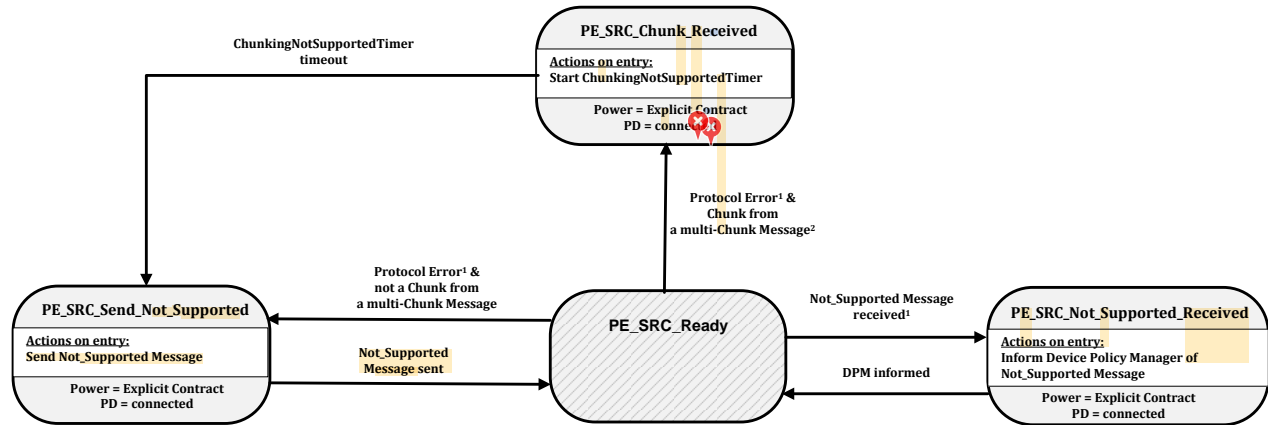 PE_SRC_Chunk_Received
Actions on entry:
Start ChunkingNotSupportedTimer
Power = Explicit Contract
PD = connected
ChunkingNotSupportedTimer
timeout
Protocol Error¹ &
Chunk from
a multi-Chunk Message²
Protocol Error¹ &
not a Chunk from
a multi-Chunk Message
PE_SRC_Send_Not_Supported
Actions on entry:
Send Not_Supported Message
Power = Explicit Contract
PD = connected
Not_Supported
Message sent
PE_SRC_Ready
Not_Supported Message
received¹
DPM informed
PE_SRC_Not_Supported_Received
Actions on entry:
Inform Device Policy Manager of
Not_Supported Message
Power = Explicit Contract
PD = connected